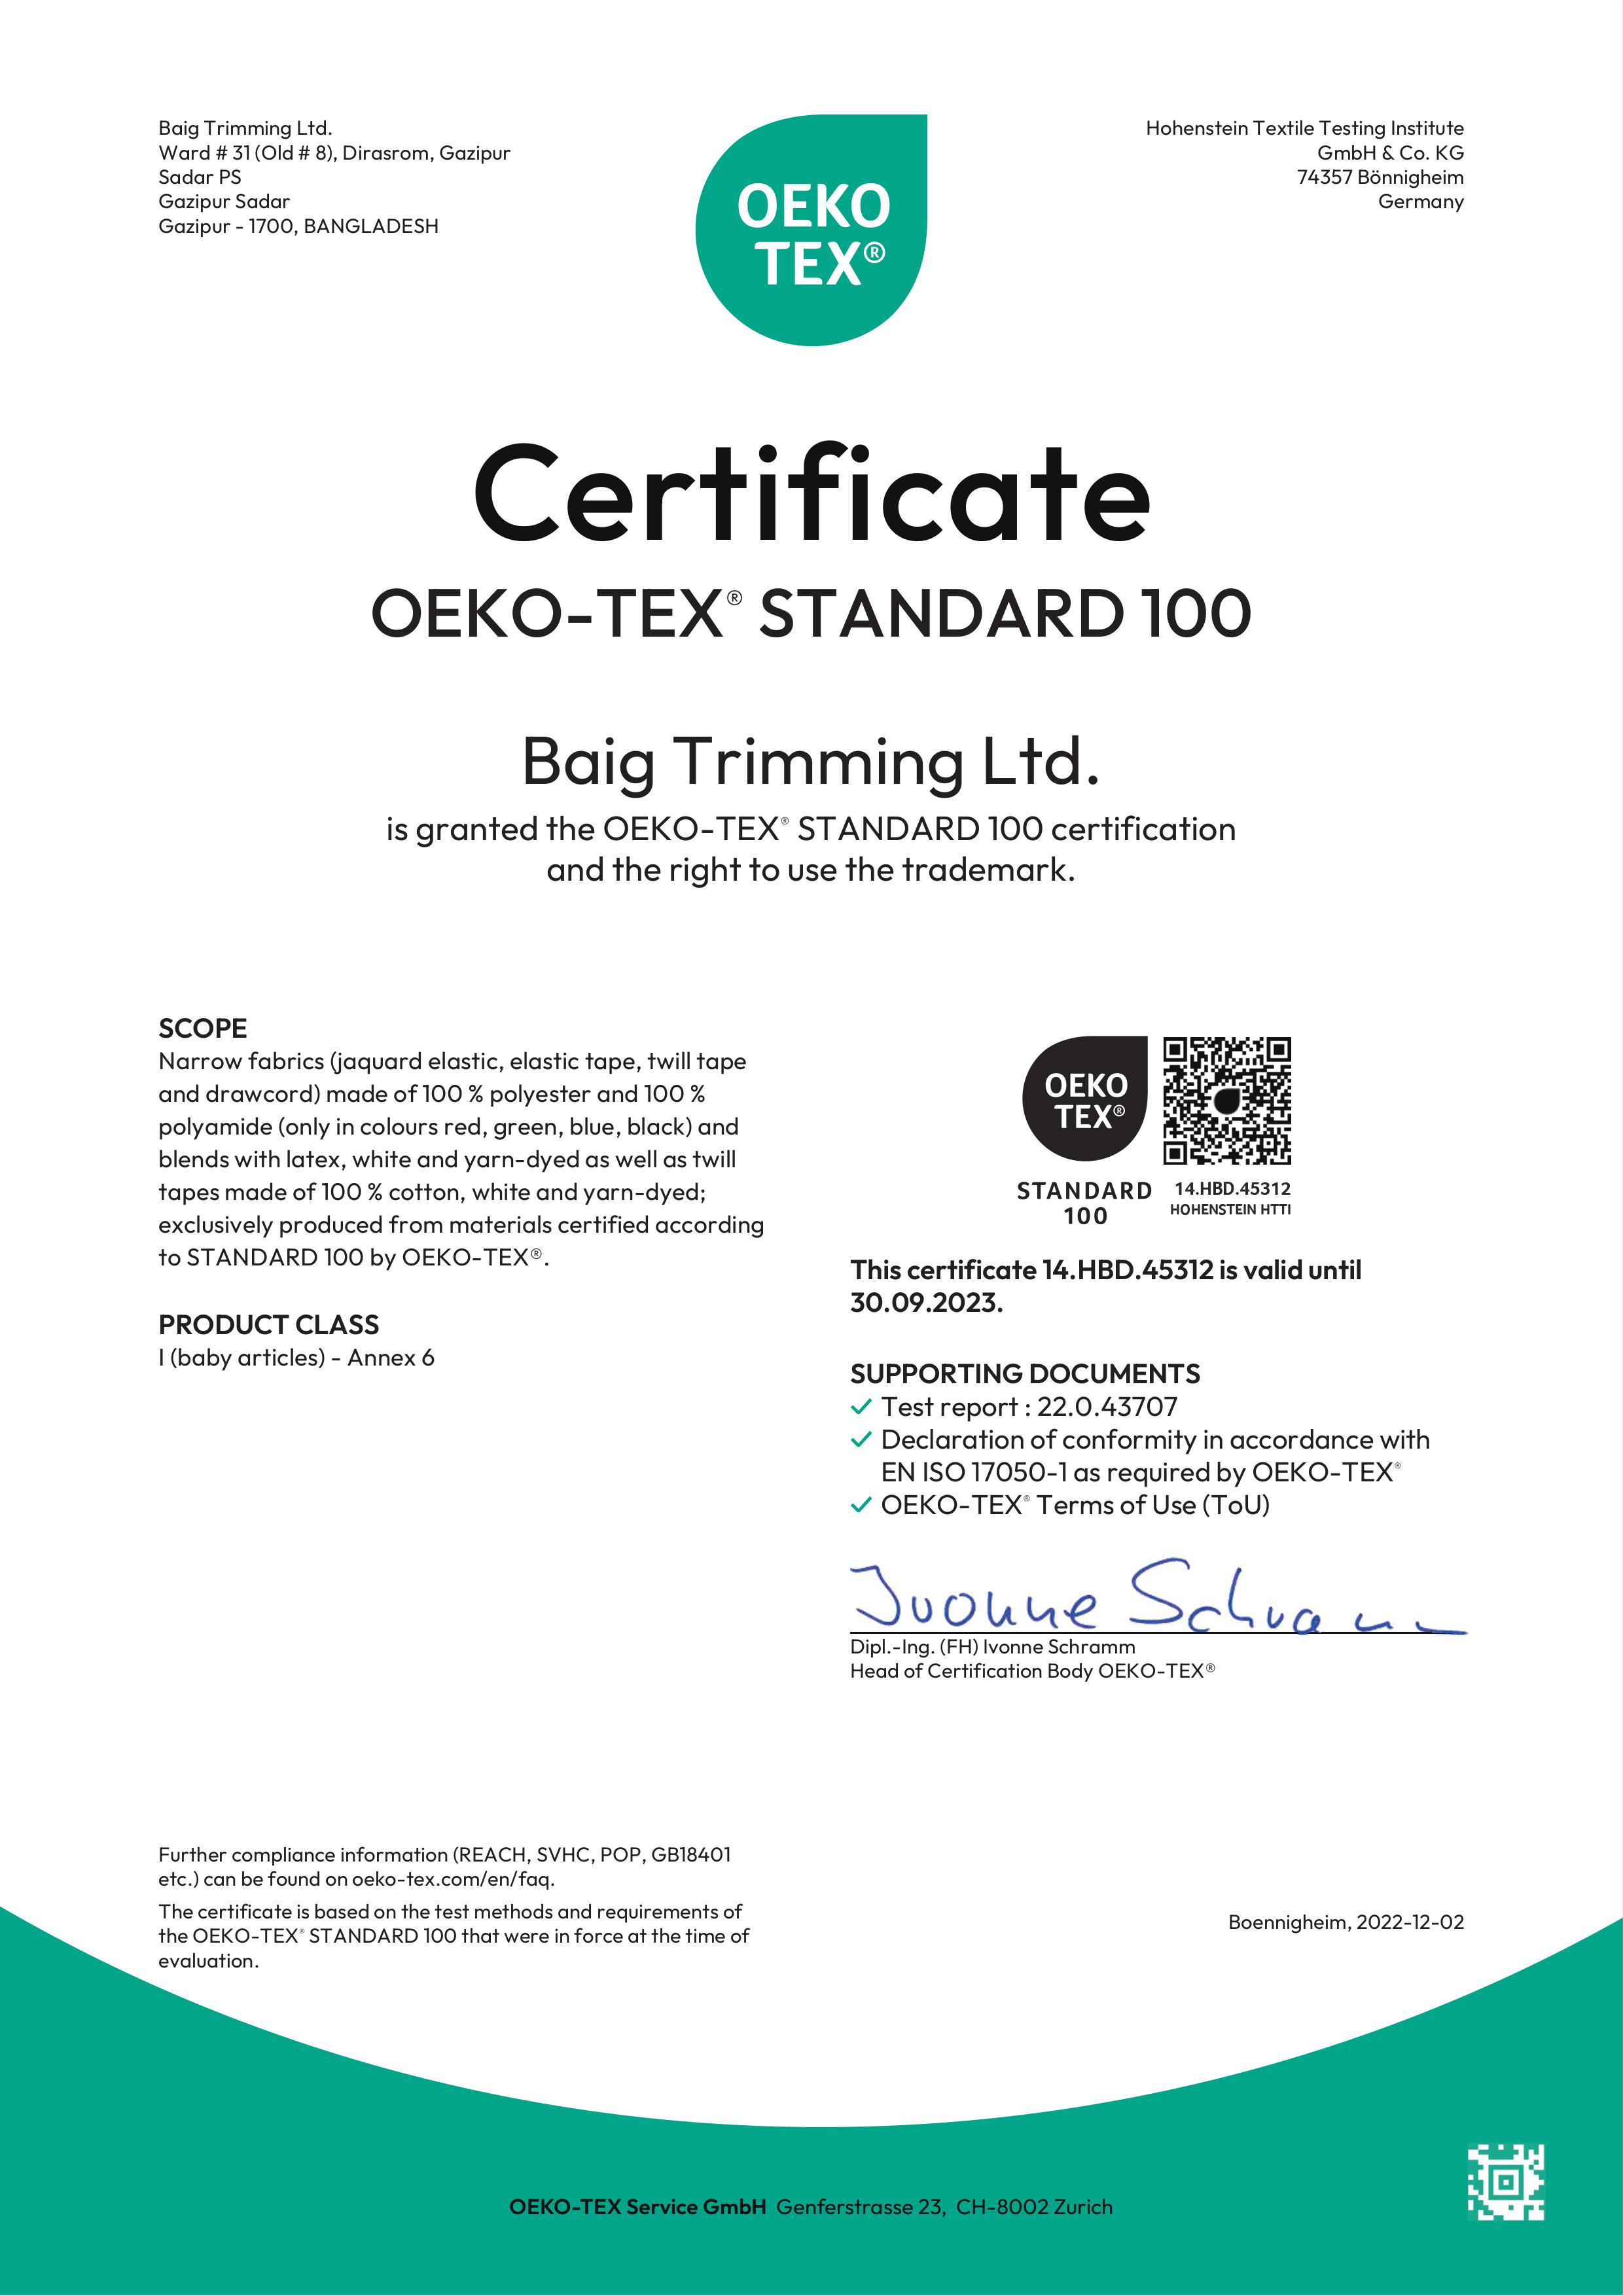 Baig Trimming Ltd.
Ward # 31 (Old # 8), Dirasrom, Gazipur
Sadar PS
Gazipur Sadar
Gazipur - 1700, BANGLADESH
OEKO
TEX®
Hohenstein Textile Testing Institute
GmbH & Co. KG
74357 Bönnigheim
Germany
Certificate
OEKO-TEX® STANDARD 100
Baig Trimming Ltd.
is granted the OEKO-TEX® STANDARD 100 certification
and the right to use the trademark.
SCOPE
Narrow fabrics (jaquard elastic, elastic tape, twill tape
and drawcord) made of 100 % polyester and 100 %
polyamide (only in colours red, green, blue, black) and
blends with latex, white and yarn-dyed as well as twill
tapes made of 100 % cotton, white and yarn-dyed;
exclusively produced from materials certified according
to STANDARD 100 by OEKO-TEX®.
PRODUCT CLASS
I (baby articles) - Annex 6
OEKO
TEX®
STANDARD
100
14.HBD.45312
HOHENSTEIN HTTI
This certificate 14.HBD.45312 is valid until
30.09.2023.
SUPPORTING DOCUMENTS
Test report : 22.0.43707
Declaration of conformity in accordance with
EN ISO 17050-1 as required by OEKO-TEX®
OEKO-TEX® Terms of Use (ToU)
Ivonne Schramm
Dipl.-Ing. (FH) Ivonne Schramm
Head of Certification Body OEKO-TEX®
Further compliance information (REACH, SVHC, POP, GB18401
etc.) can be found on oeko-tex.com/en/faq.
The certificate is based on the test methods and requirements of
the OEKO-TEX® STANDARD 100 that were in force at the time of
evaluation.
Boennigheim, 2022-12-02
OEKO-TEX Service GmbH Genferstrasse 23, CH-8002 Zurich